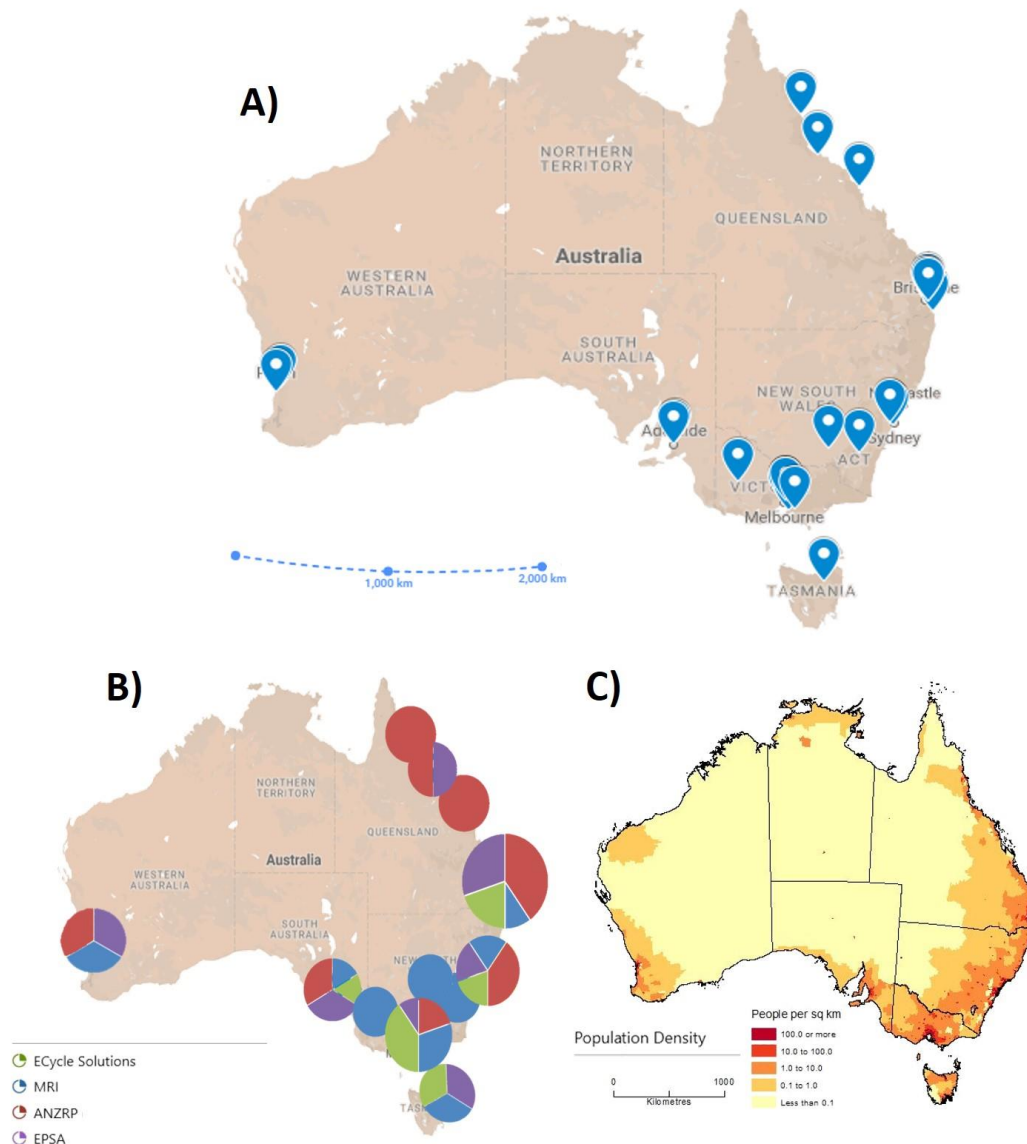 A)
NORTHERN
TERRITORY
QUEENSLAND
Australia
WESTERN
AUSTRALIA
SOUTH
AUSTRALIA
NEW SOUTH
WALES
Sydney
ACT
Melbourne
TASMANIA
1,000 km
2,000 km
B)
NORTHERN
TERRITORY
QUEENSLAND
Australia
WESTERN
AUSTRALIA
SOUTH
AUSTRALIA
ECycle Solutions
MRI
ANZRP
EPSA
C)
Population Density
0 1000
Kilometres
People per sq km
100.0 or more
10.0 to 100.0
1.0 to 10.0
0.1 to 1.0
Less than 0.1